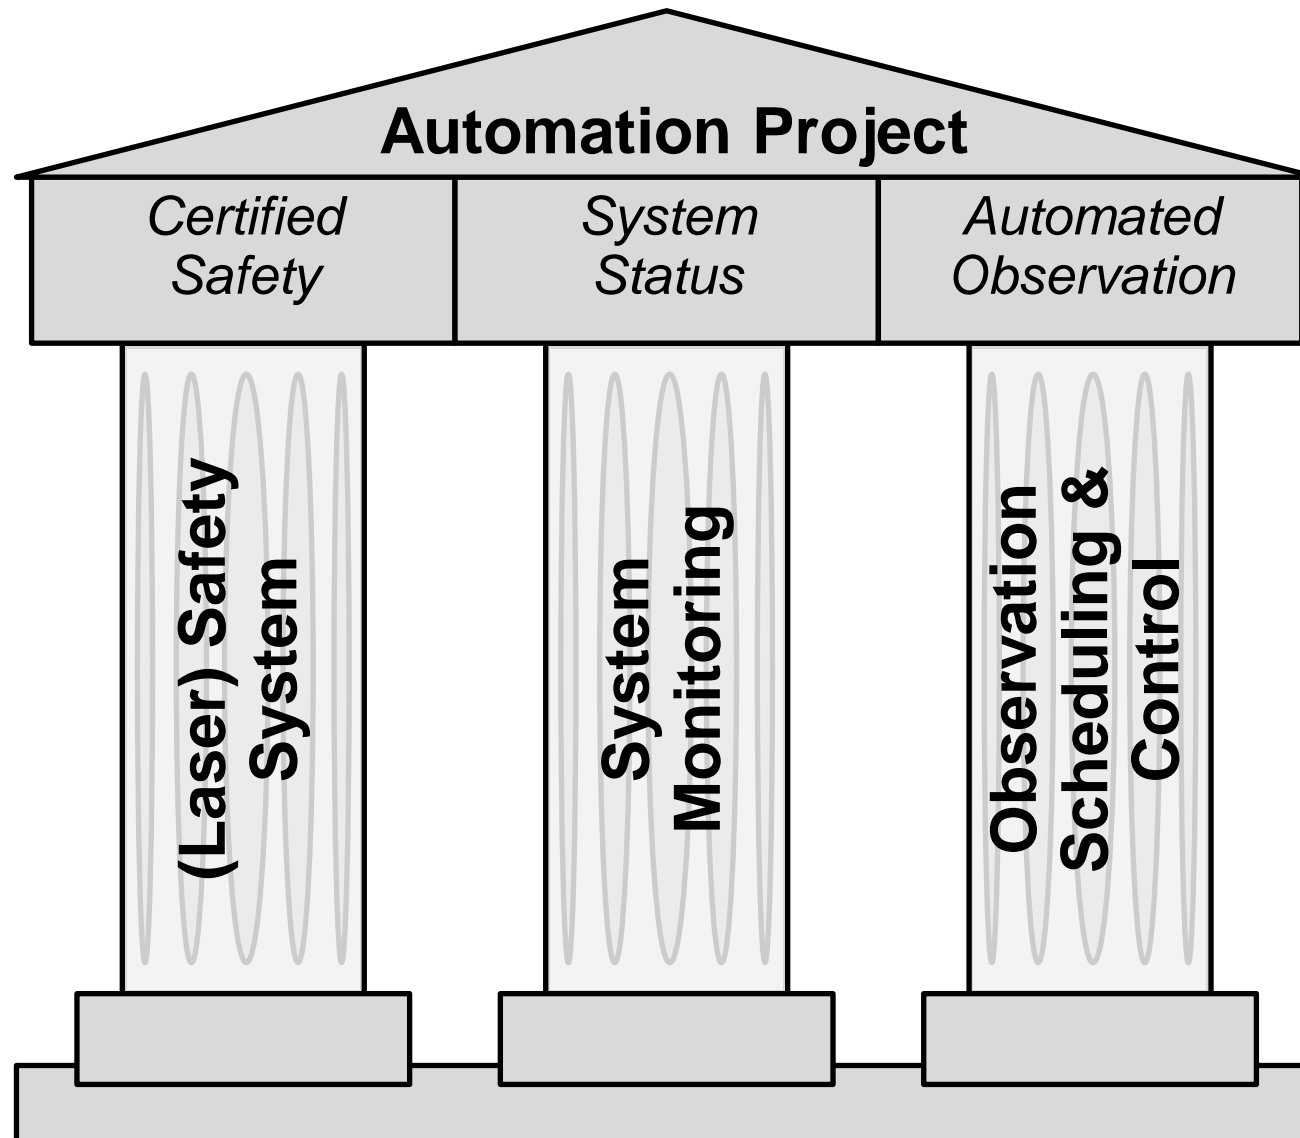 Automation Project
Certified
Safety
System
Status
Automated
Observation
(Laser) Safety
System
System
Monitoring
Observation
Scheduling &
Control